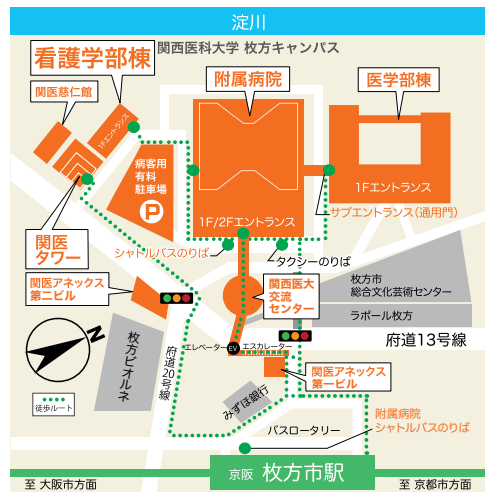 淀川
関西医科大学 枚方キャンパス
看護学部棟
附属病院
医学部棟
関医慈仁館
1Fエントランス
病客用
有料
駐車場
P
1Fエントランス
1F/2Fエントランス
サブエントランス(通用門)
関医
タワー
シャトルバスのりば
タクシーのりば
関医アネックス
第二ビル
関西医大
交流
センター
枚方市
総合文化芸術センター
ラポール枚方
府道13号線
N
枚方ビオルネ
府道20号線
エレベーター
EV
エスカレーター
関医アネックス
第一ビル
徒歩ルート
みずほ銀行
バスロータリー
附属病院
シャトルバスのりば
京阪 枚方市駅
至 大阪市方面
至 京都市方面